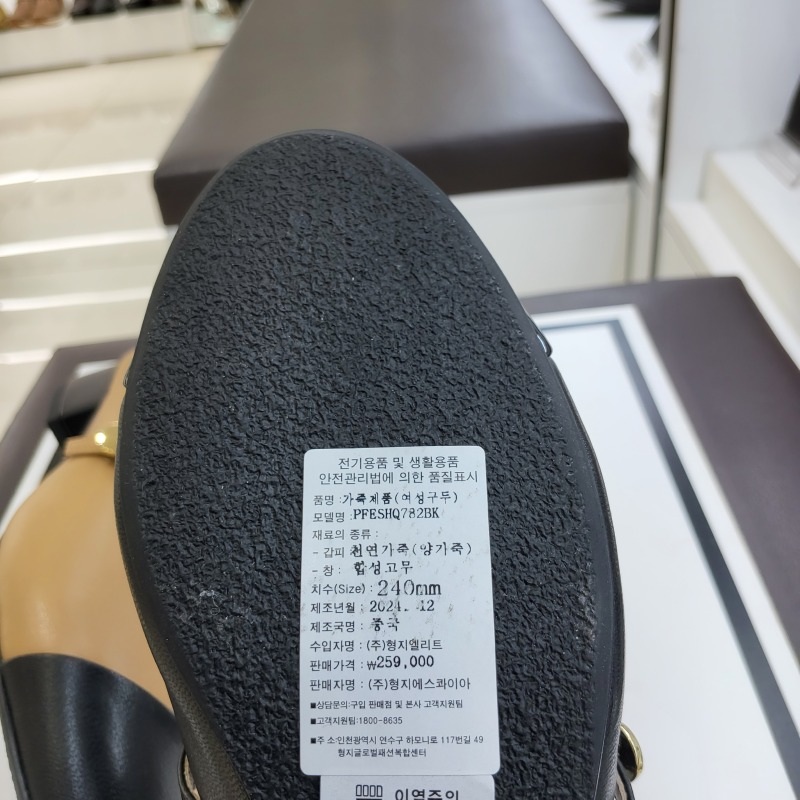 전기용품 및 생활용품
안전관리법에 의한 품질표시
품명 :가죽제품(여성구두)
모델명 :PFESHQ782BK
재료의 종류 :
- 갑피 :천연가죽(양가죽)
- 창 : 합성고무
치수(Size) : 240mm
제조년월 : 2024. 12
제조국명 : 중국
수입자명 : (주)형지엘리트
판매가격 : ₩259,000
판매자명 : (주)형지에스콰이아
■상담문의:구입 판매점 및 본사 고객지원팀
■고객지원팀:1800-8635
■주 소:인천광역시 연수구 하모니로 117번길 49
형지글로벌패션복합센터
이염주의